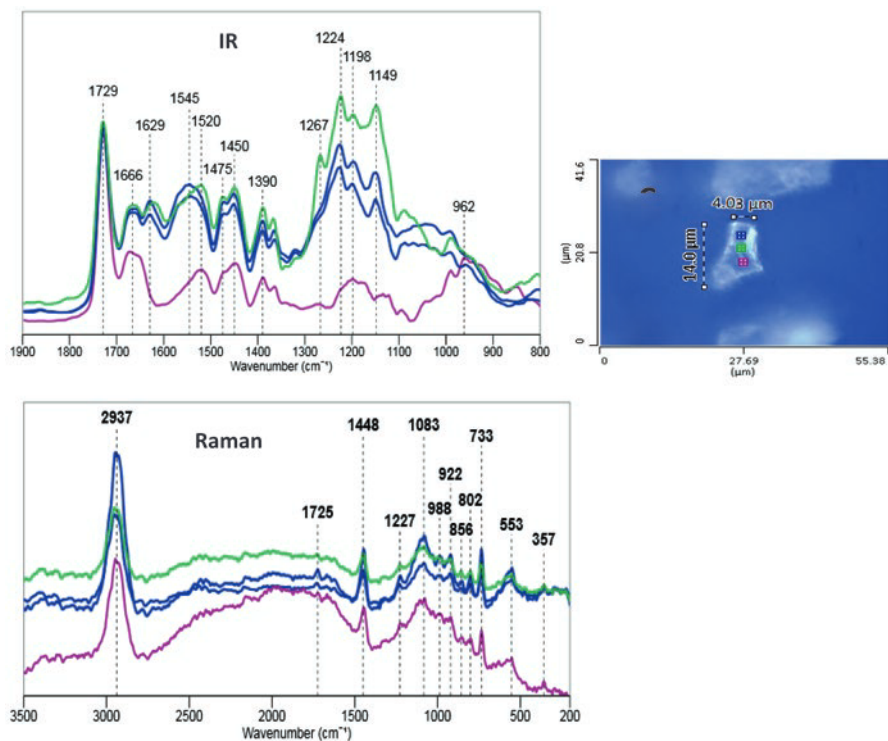 IR
1224
1198
1149
1729
1545
1520
1629
1666
1475
1450
1390
1267
962
1900 1800 1700 1600 1500 1400 1300 1200 1100 1000 900 800
Wavenumber (cm⁻¹)
41.6
20.8
0
(µm)
4.03 µm
14.0 µm
0 27.69 55.38
(µm)
Raman
2937
1725
1448
1227
1083
988
922
856
802
733
553
357
3500 3000 2500 2000 1500 1000 500 200
Wavenumber (cm⁻¹)